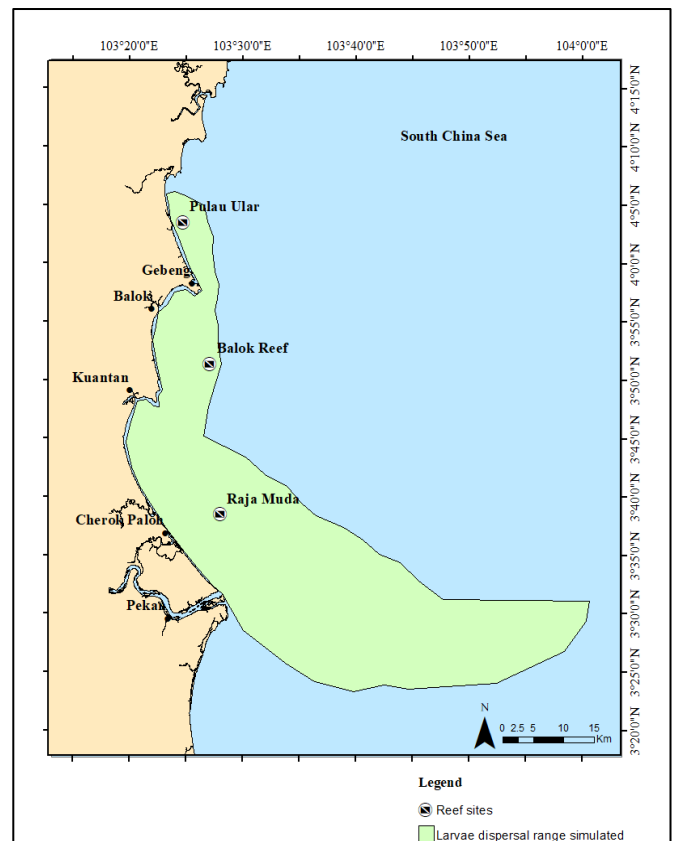 103°20'0"E 103°30'0"E 103°40'0"E 103°50'0"E 104°0'0"E
4°15'0"N
South China Sea
4°10'0"N
Pulau Ular
4°5'0"N
Gebeng
4°0'0"N
Balok
3°55'0"N
Balok Reef
Kuantan
3°50'0"N
3°45'0"N
Raja Muda
3°40'0"N
Cherok Paloh
3°35'0"N
Pekan
3°30'0"N
3°25'0"N
N
0 2.5 5 10 15
Km
3°20'0"N
Legend
Reef sites
Larvae dispersal range simulated